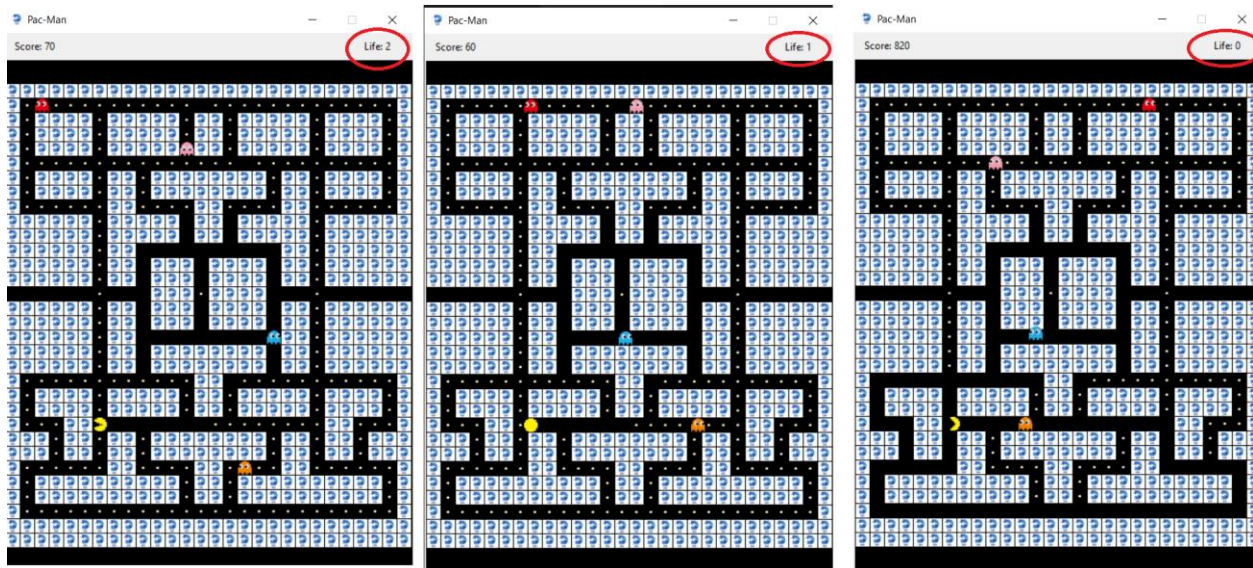 Pac-Man
Score: 70
Life: 2
Pac-Man
Score: 60
Life: 1
Pac-Man
Score: 820
Life: 0